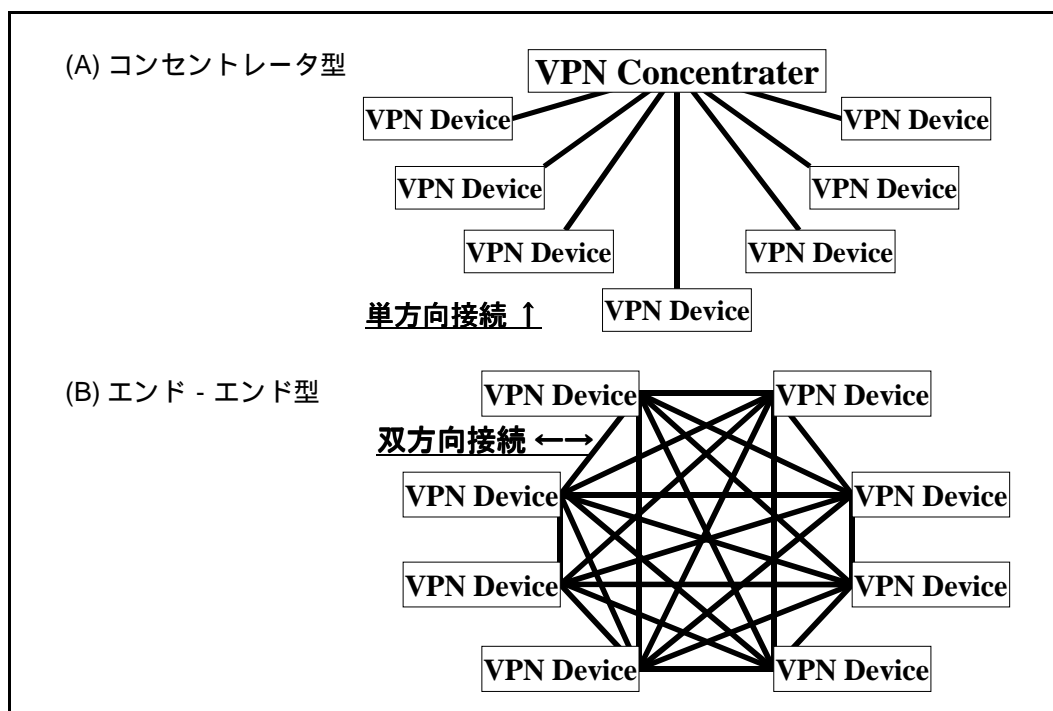 (A) コンセントレータ型
VPN Concentrater
VPN Device
VPN Device
VPN Device
VPN Device
VPN Device
VPN Device
単方向接続 ↑
VPN Device
(B) エンド - エンド型
VPN Device
VPN Device
双方向接続 ←→
VPN Device
VPN Device
VPN Device
VPN Device
VPN Device
VPN Device